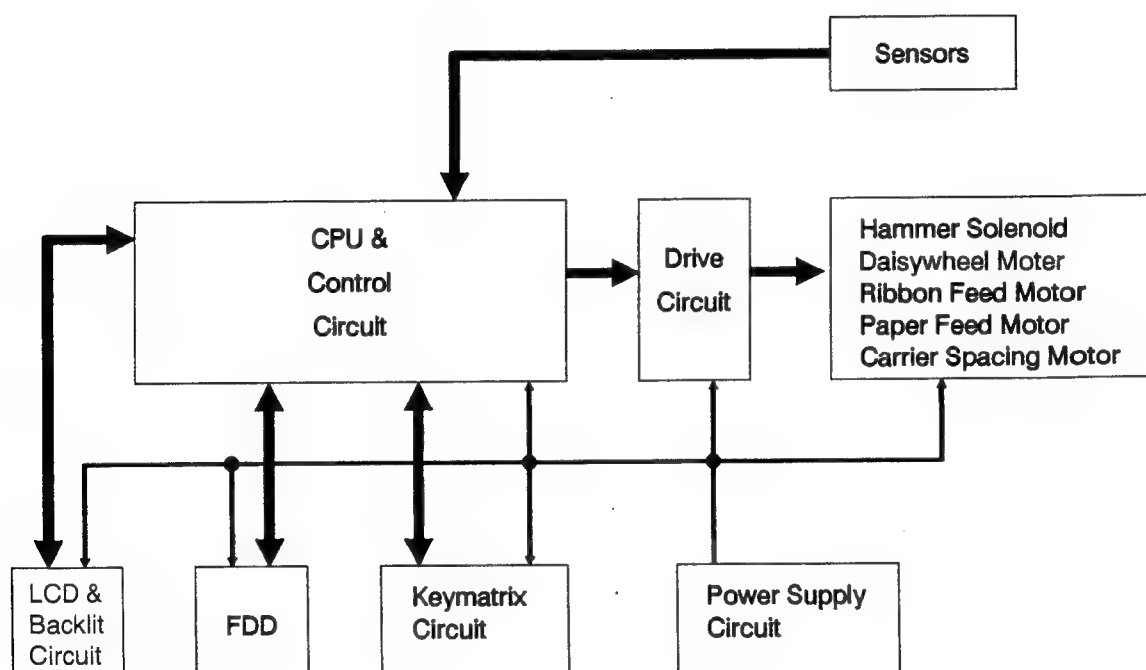 Sensors
CPU &
Control
Circuit
Drive
Circuit
Hammer Solenoid
Daisywheel Moter
Ribbon Feed Motor
Paper Feed Motor
Carrier Spacing Motor
LCD &
Backlit
Circuit
FDD
Keymatrix
Circuit
Power Supply
Circuit